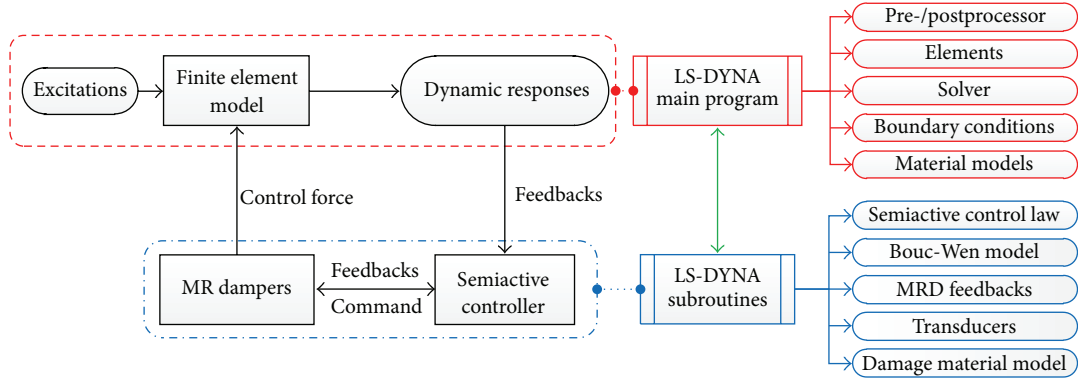 Excitations
Finite element
model
Dynamic responses
LS-DYNA
main program
Pre-/postprocessor
Elements
Solver
Boundary conditions
Material models
Control force
Feedbacks
MR dampers
Feedbacks
Command
Semiactive
controller
LS-DYNA
subroutines
Semiactive control law
Bouc-Wen model
MRD feedbacks
Transducers
Damage material model